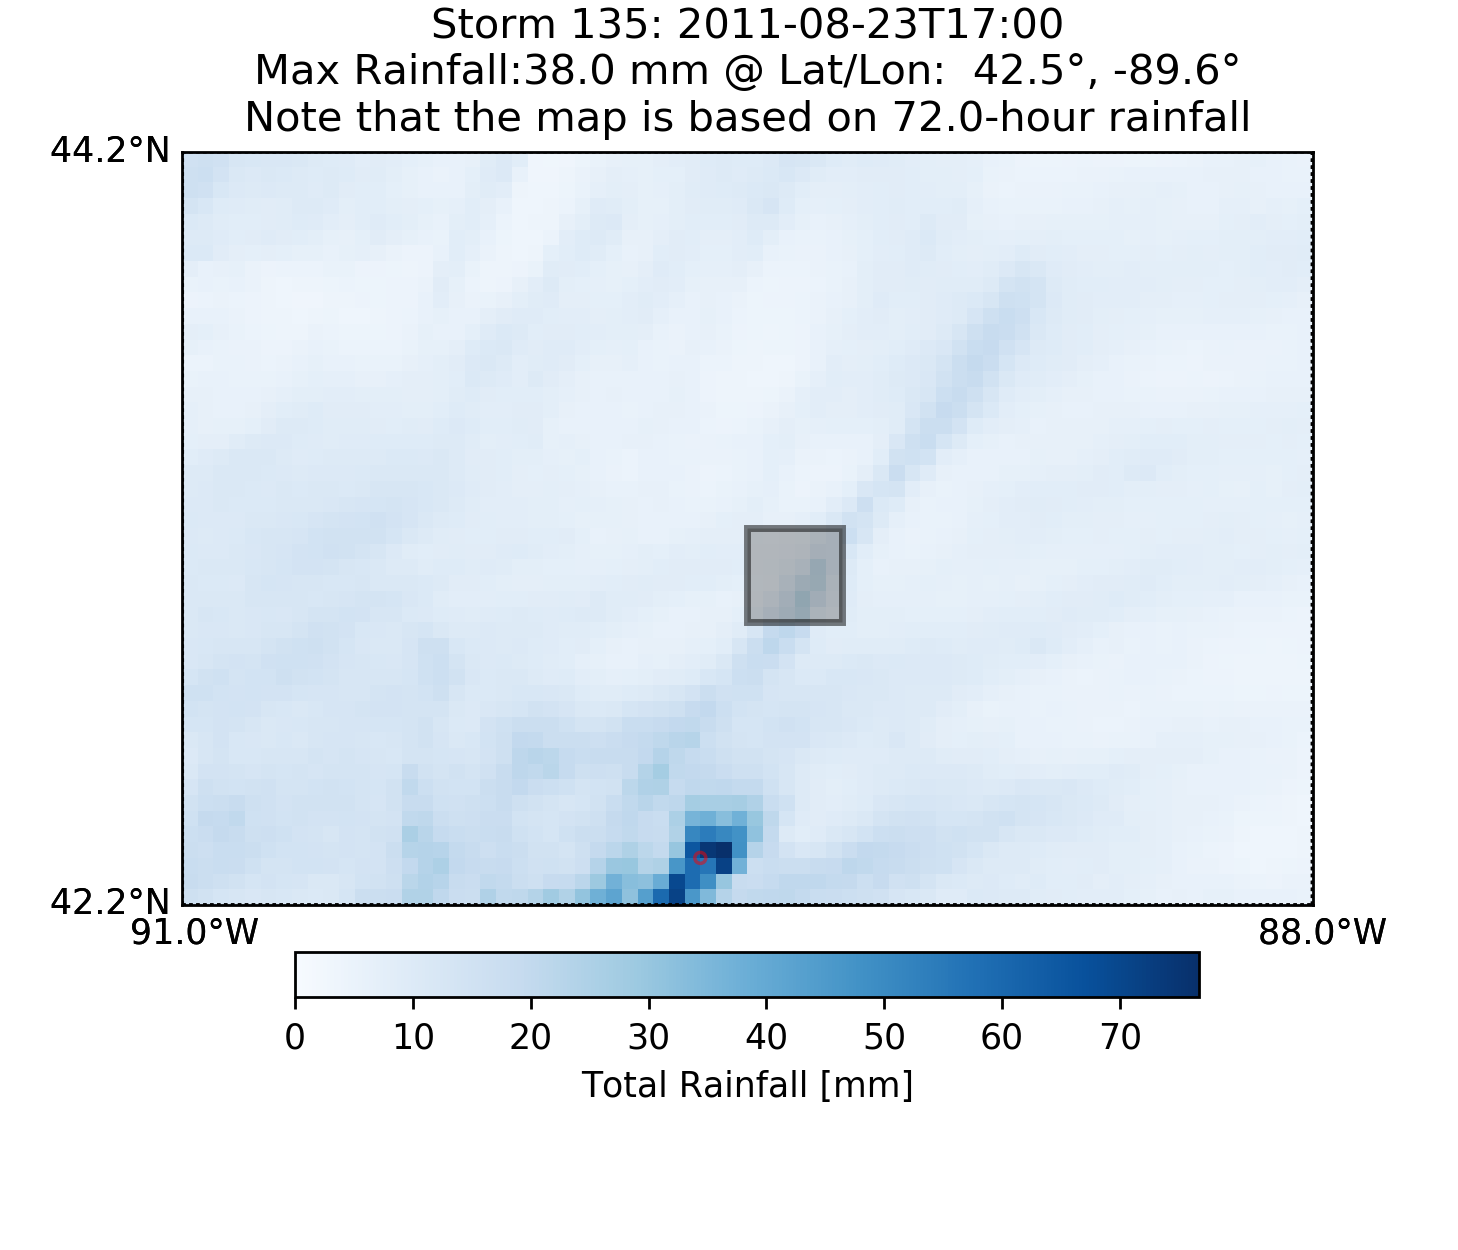 Storm 135: 2011-08-23T17:00
Max Rainfall:38.0 mm @ Lat/Lon:  42.5°, -89.6°
Note that the map is based on 72.0-hour rainfall
44.2°N
42.2°N
91.0°W 88.0°W
0 10 20 30 40 50 60 70
Total Rainfall [mm]